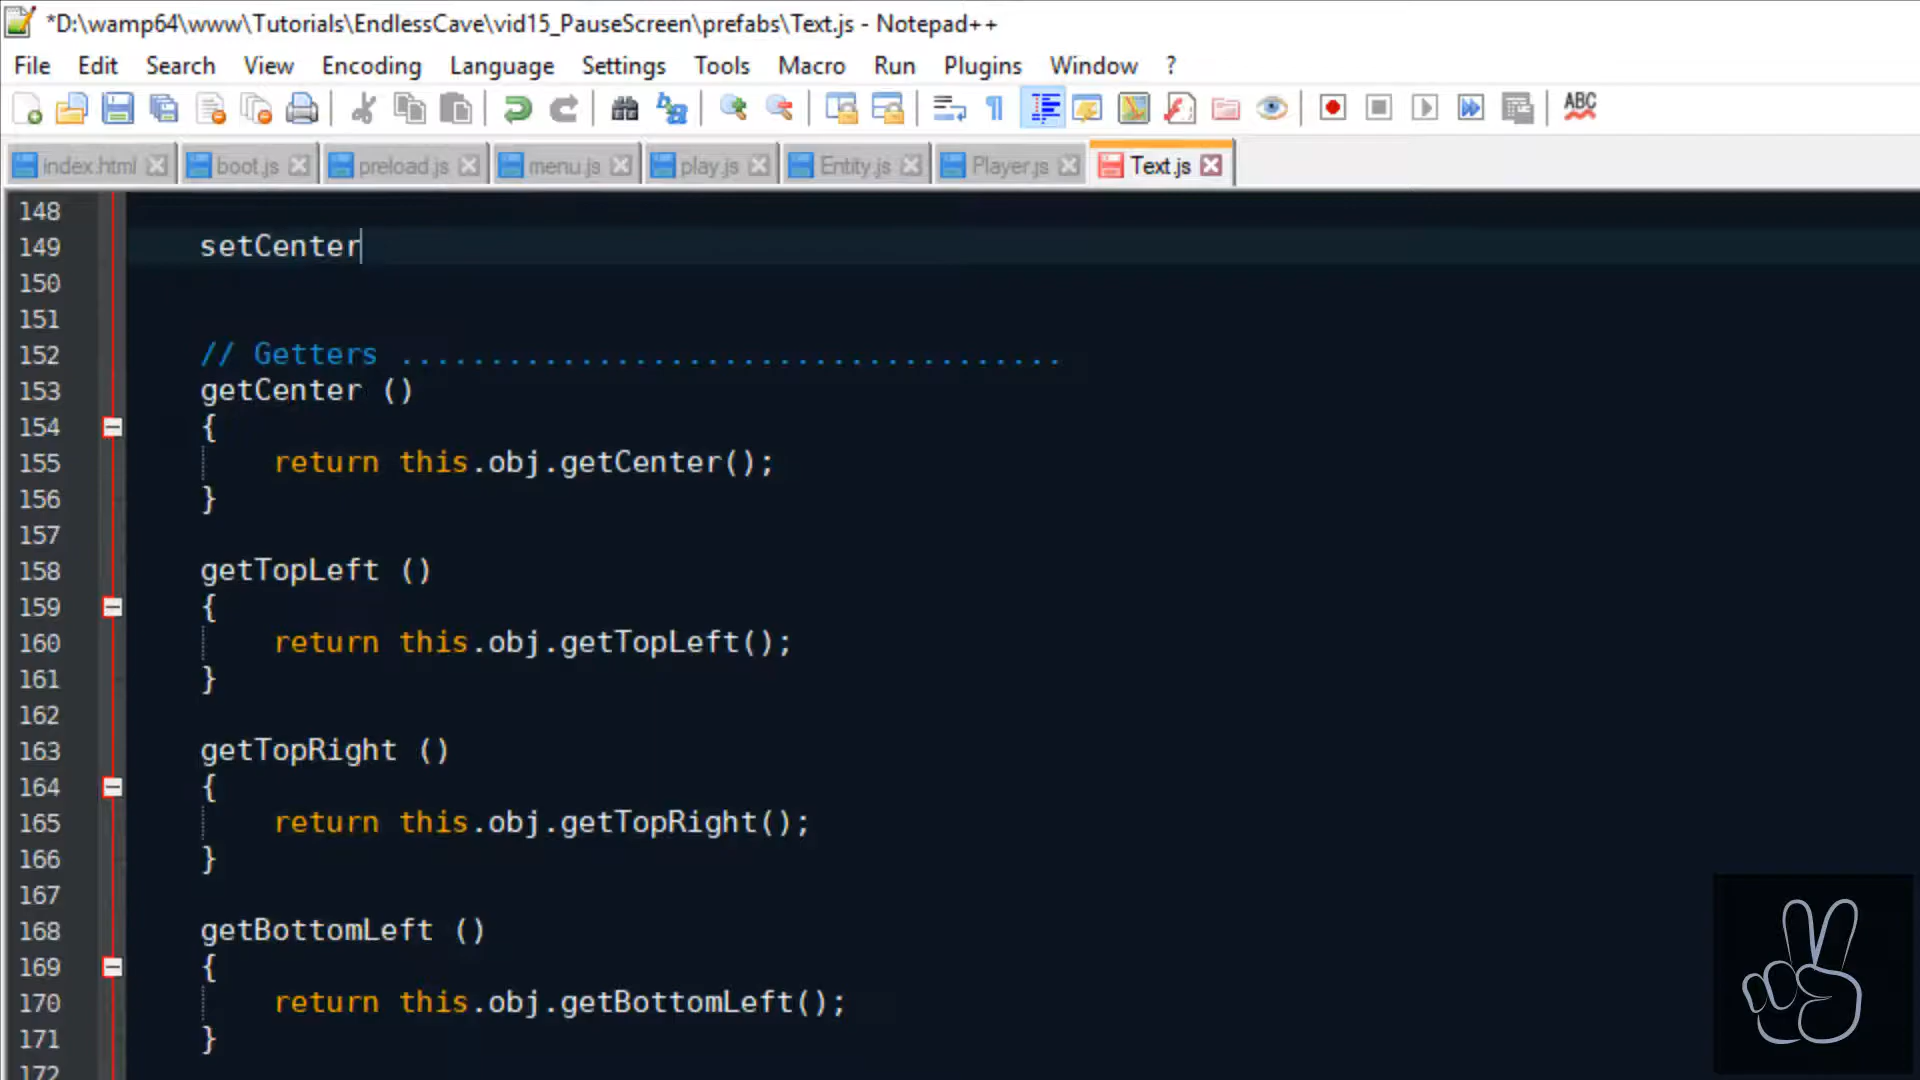 *D:\wamp64\www\Tutorials\EndlessCave\vid15_PauseScreen\prefabs\Text.js - Notepad++
File Edit Search View Encoding Language Settings Tools Macro Run Plugins Window ?
ABC
index.html boot.js preload.js menu.js play.js Entity.js Player.js Text.js
148
149 setCenter
150
151
152 // Getters .....................................
153 getCenter ()
154 {
155 return this.obj.getCenter();
156 }
157
158 getTopLeft ()
159 {
160 return this.obj.getTopLeft();
161 }
162
163 getTopRight ()
164 {
165 return this.obj.getTopRight();
166 }
167
168 getBottomLeft ()
169 {
170 return this.obj.getBottomLeft();
171 }
172